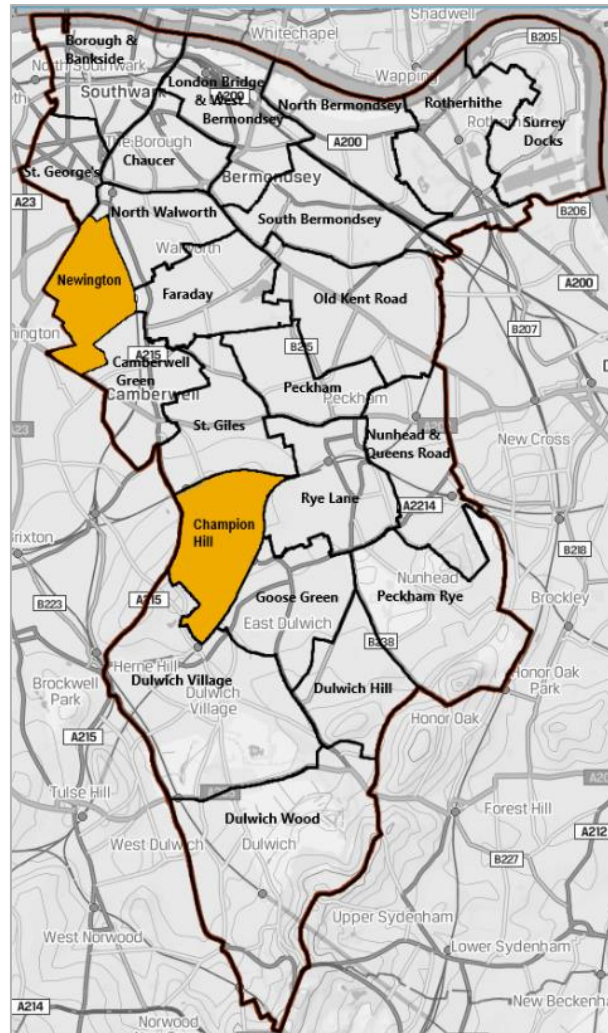 Shadwell
Borough &
Bankside
Whitechapel
B205
North Southwark
London Bridge
& West
Bermondsey
A200
Wapping
Southwark
North Bermondsey
Rotherhithe
Surrey
Docks
The Borough
Chaucer
A200
St. George's
Bermondsey
A23
North Walworth
South Bermondsey
B206
Walworth
Newington
Faraday
Old Kent Road
A200
B207
A215
Camberwell
Green
Peckham
Camberwell
Peckham
St. Giles
Nunhead &
Queens Road
New Cross
Rye Lane
A2214
Champion
Hill
Brixton
B218
Nunhead
Goose Green
Peckham Rye
B223
A215
East Dulwich
Brockley
B238
Herne Hill
Dulwich Village
Dulwich Hill
Honor Oak
Park
Brockwell
Park
Dulwich
Village
Honor Oak
A215
Tulse Hill
Forest Hill
Dulwich Wood
A212
West Dulwich
Dulwich
B227
Upper Sydenham
West Norwood
Lower Sydenham
New Beckenha
A214
Norwood